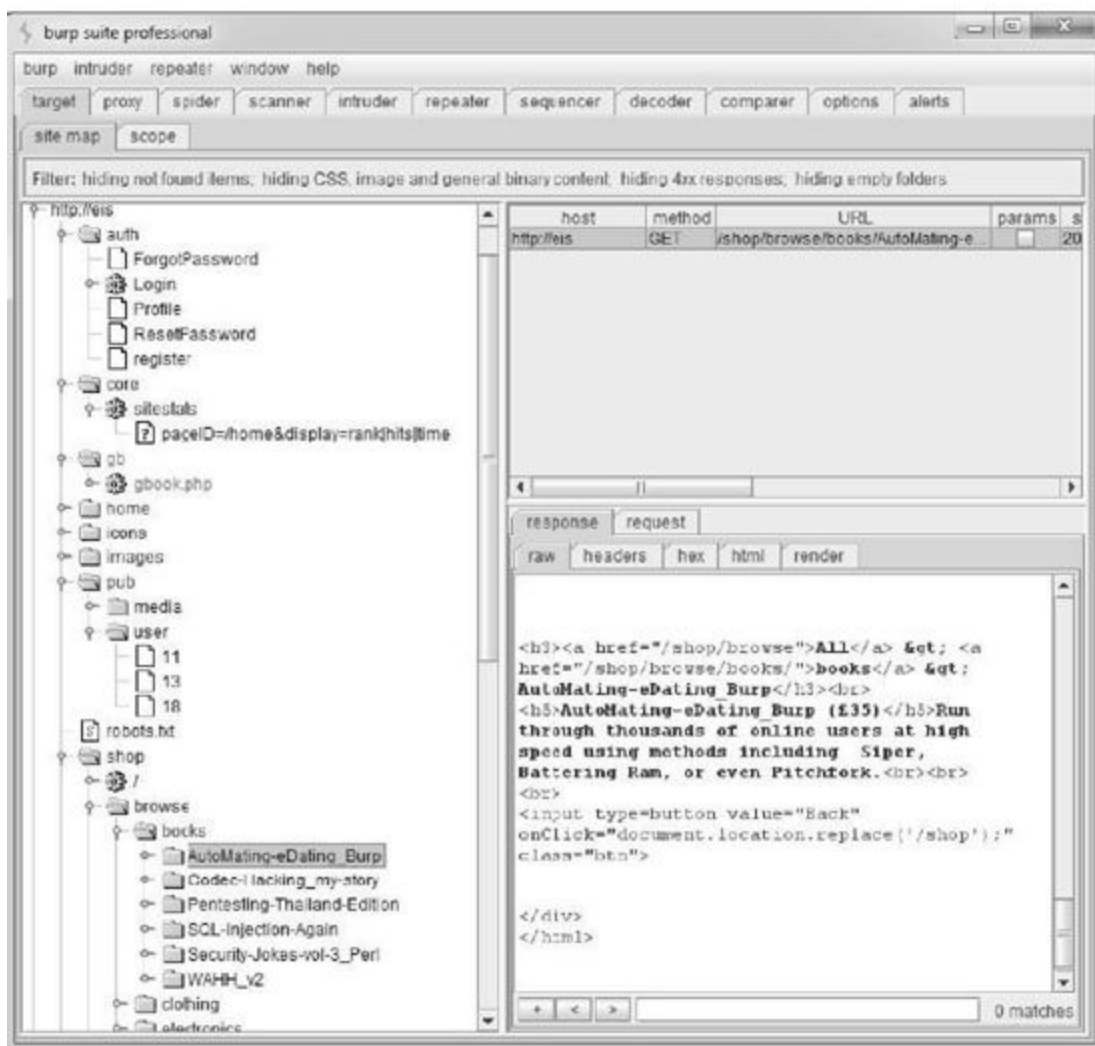 burp suite professional
burp intruder repeater window help
target proxy spider scanner intruder repeater sequencer decoder comparer options alerts
site map scope
Filter: hiding not found items; hiding CSS, image and general binary content; hiding 4xx responses; hiding empty folders
http://eis
auth
ForgotPassword
Login
Profile
ResetPassword
register
core
sitestats
pageID=/home&display=rank|hits|time
gb
gbook.php
home
icons
images
pub
media
user
11
13
18
robots.txt
shop
/
browse
books
AutoMating-eDating_Burp
Codec-Hacking_my-story
Pentesting-Thailand-Edition
SQL-Injection-Again
Security-Jokes-vol-3_Perl
WAHH_v2
clothing
electronics
host method URL params s
http://eis GET /shop/browse/books/AutoMating-e... 20
response request
raw headers hex html render
<h3><a href="/shop/browse">All</a> &gt; <a
href="/shop/browse/books/">books</a> &gt;
AutoMating-eDating_Burp</h3><br>
<h5>AutoMating-eDating_Burp (£35)</h5>Run
through thousands of online users at high
speed using methods including Siper,
Battering Ram, or even Pitchfork.<br><br>
<br>
<input type=button value="Back"
onClick="document.location.replace('/shop');"
class="btn">
</div>
</html>
+ < > 0 matches